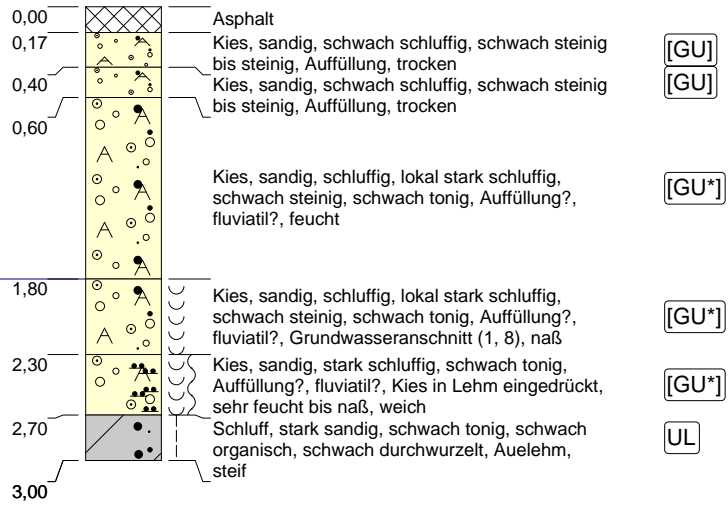 0,00
Asphalt
0,17
Kies, sandig, schwach schluffig, schwach steinig
bis steinig, Auffüllung, trocken
[GU]
0,40
Kies, sandig, schwach schluffig, schwach steinig
bis steinig, Auffüllung, trocken
[GU]
0,60
Kies, sandig, schluffig, lokal stark schluffig,
schwach steinig, schwach tonig, Auffüllung?,
fluviatil?, feucht
[GU*]
1,80
Kies, sandig, schluffig, lokal stark schluffig,
schwach steinig, schwach tonig, Auffüllung?,
fluviatil?, Grundwasseranschnitt (1, 8), naß
[GU*]
2,30
Kies, sandig, stark schluffig, schwach tonig,
Auffüllung?, fluviatil?, Kies in Lehm eingedrückt,
sehr feucht bis naß, weich
[GU*]
2,70
Schluff, stark sandig, schwach tonig, schwach
organisch, schwach durchwurzelt, Auelehm,
steif
UL
3,00